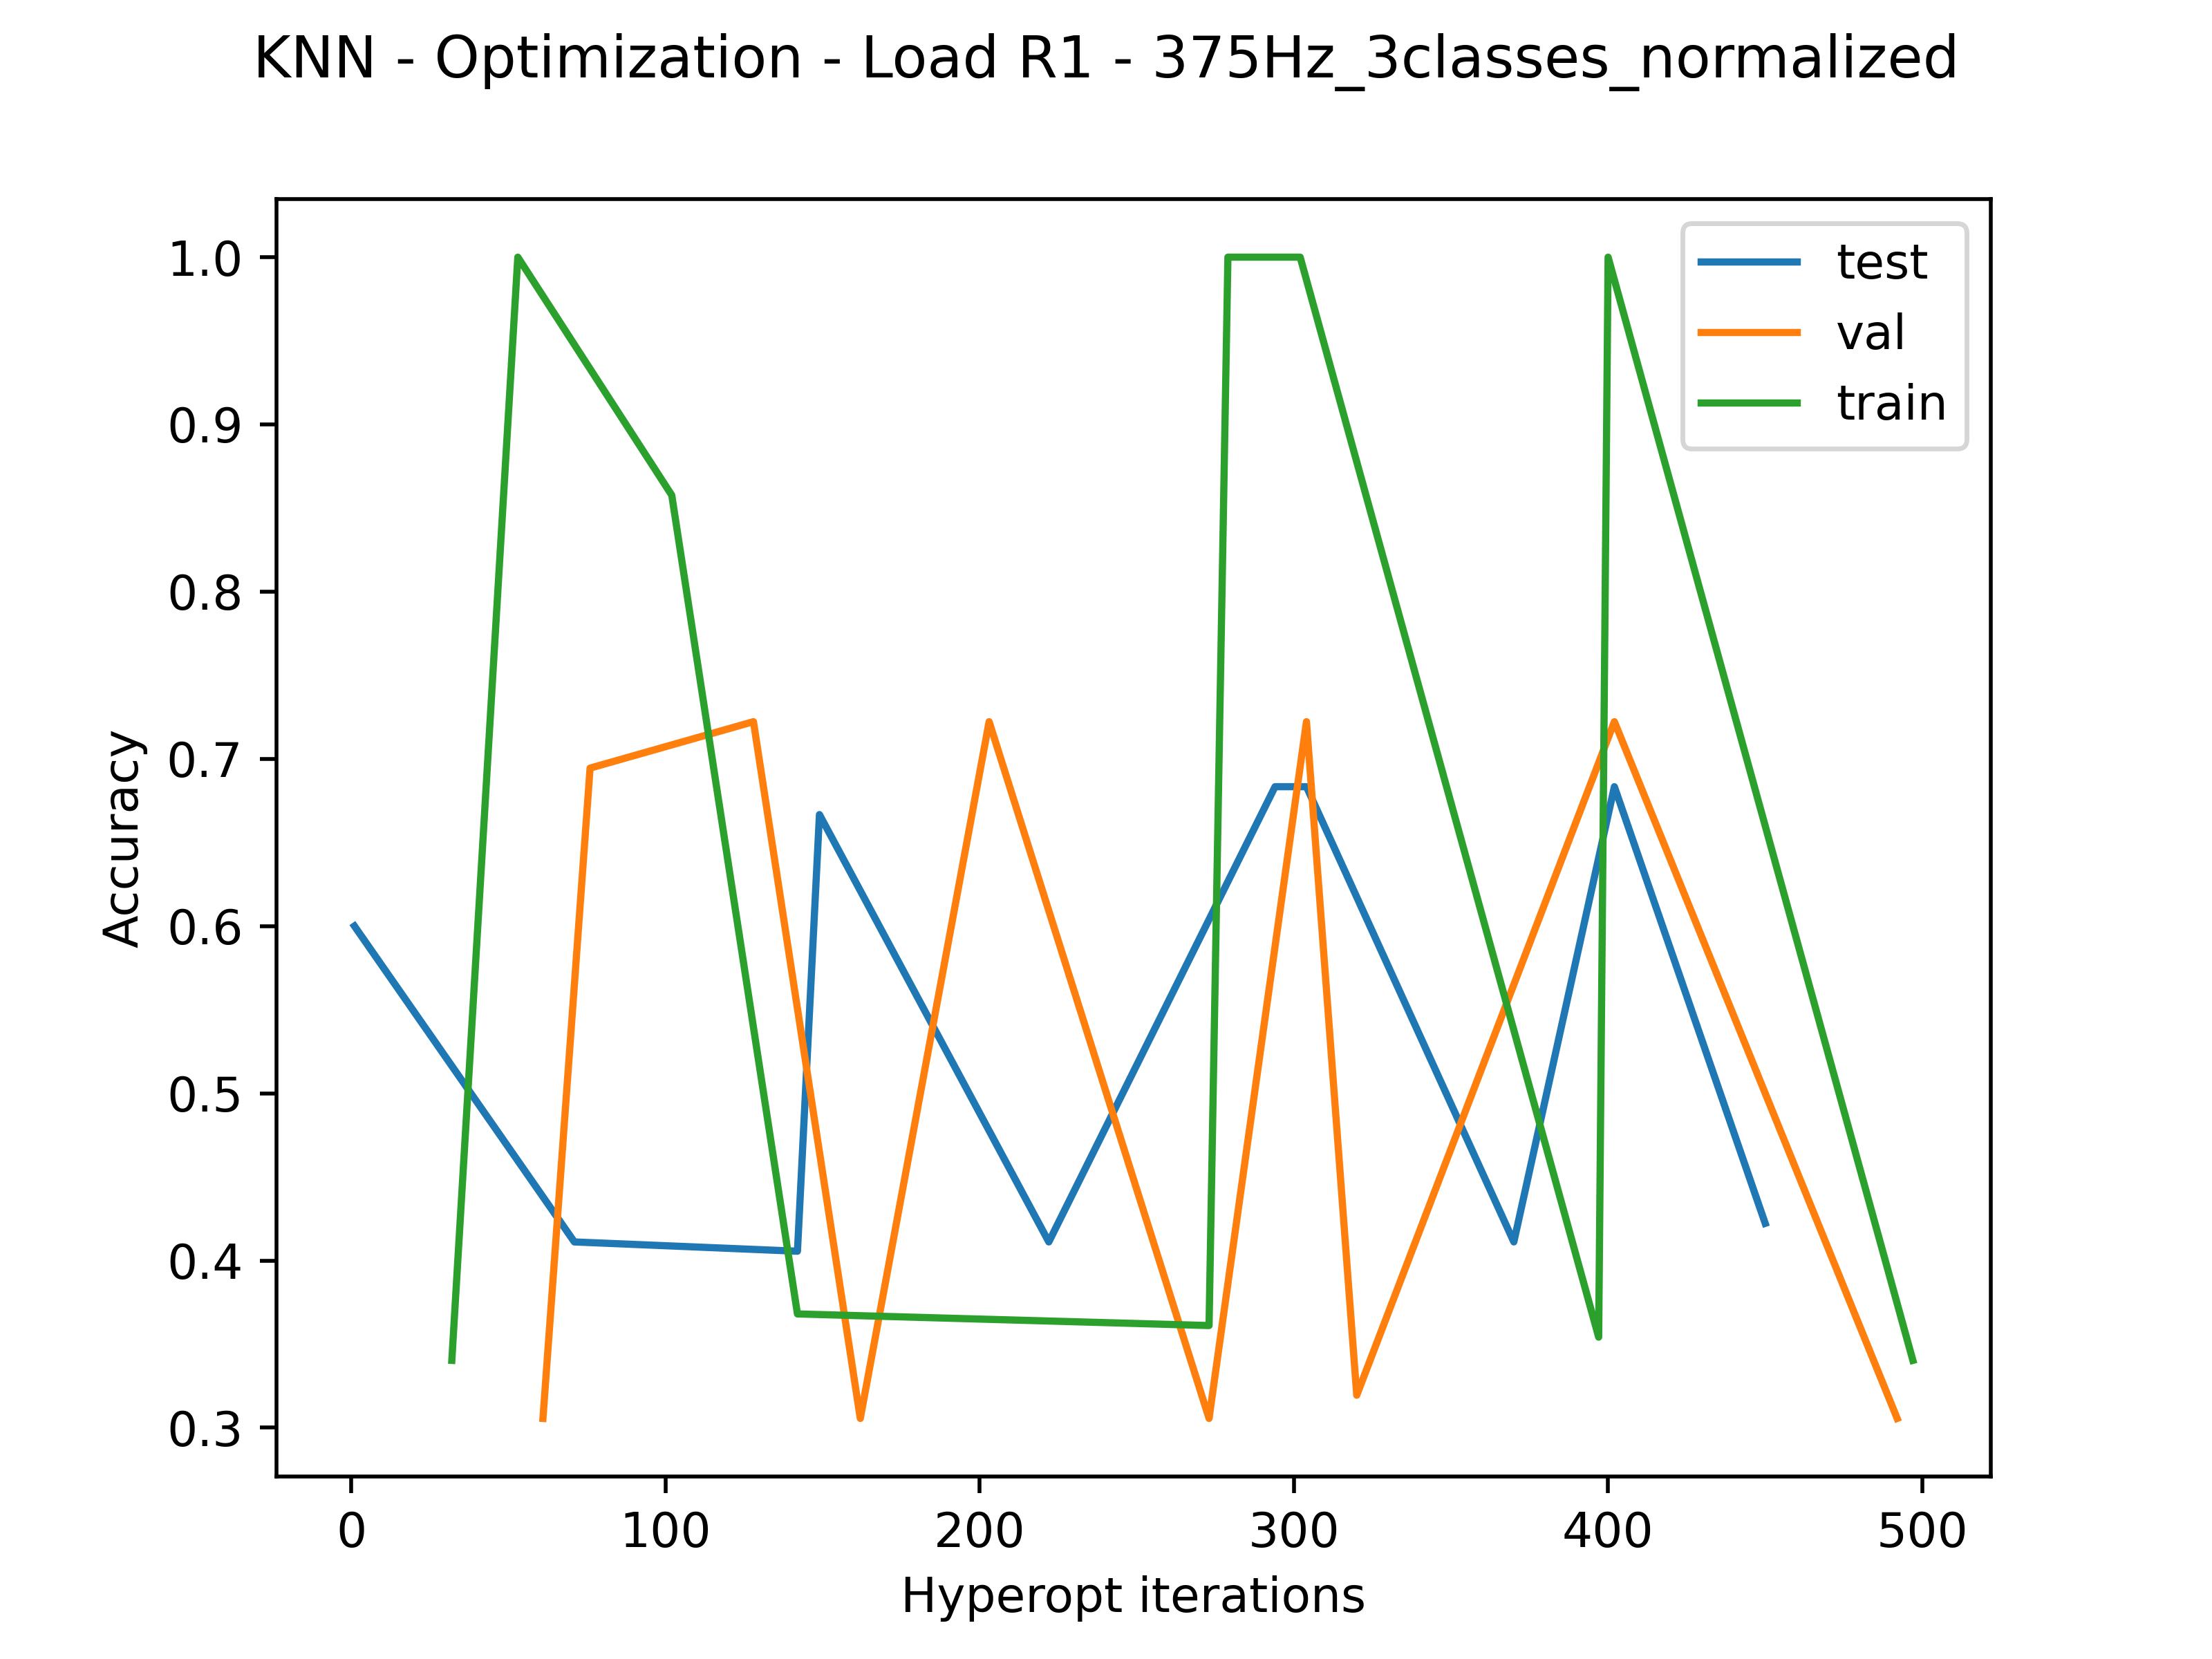 KNN - Optimization - Load R1 - 375Hz_3classes_normalized
test
val
train
1.0
0.9
0.8
0.7
0.6
0.5
0.4
0.3
Accuracy
0 100 200 300 400 500
Hyperopt iterations